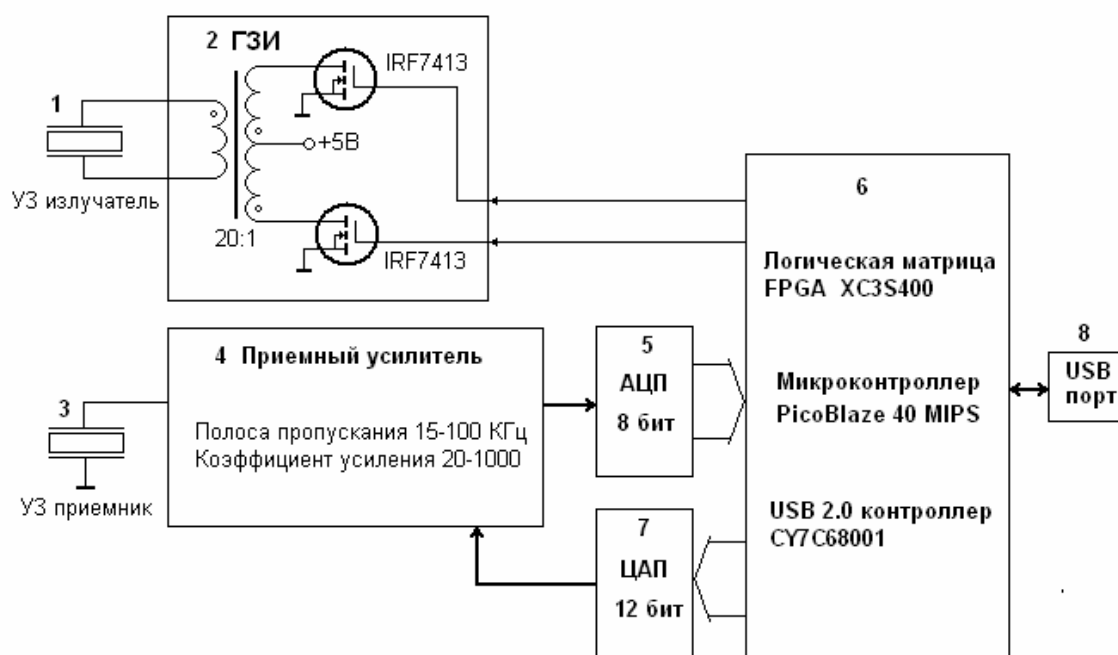 2 ГЗИ
IRF7413
1
+5В
УЗ излучатель
20:1
IRF7413
6
Логическая матрица
FPGA XC3S400
4 Приемный усилитель
Полоса пропускания 15-100 КГц
Коэффициент усиления 20-1000
3
УЗ приемник
5
АЦП
8 бит
Микроконтроллер
PicoBlaze 40 MIPS
8
USB
порт
USB 2.0 контроллер
CY7C68001
7
ЦАП
12 бит